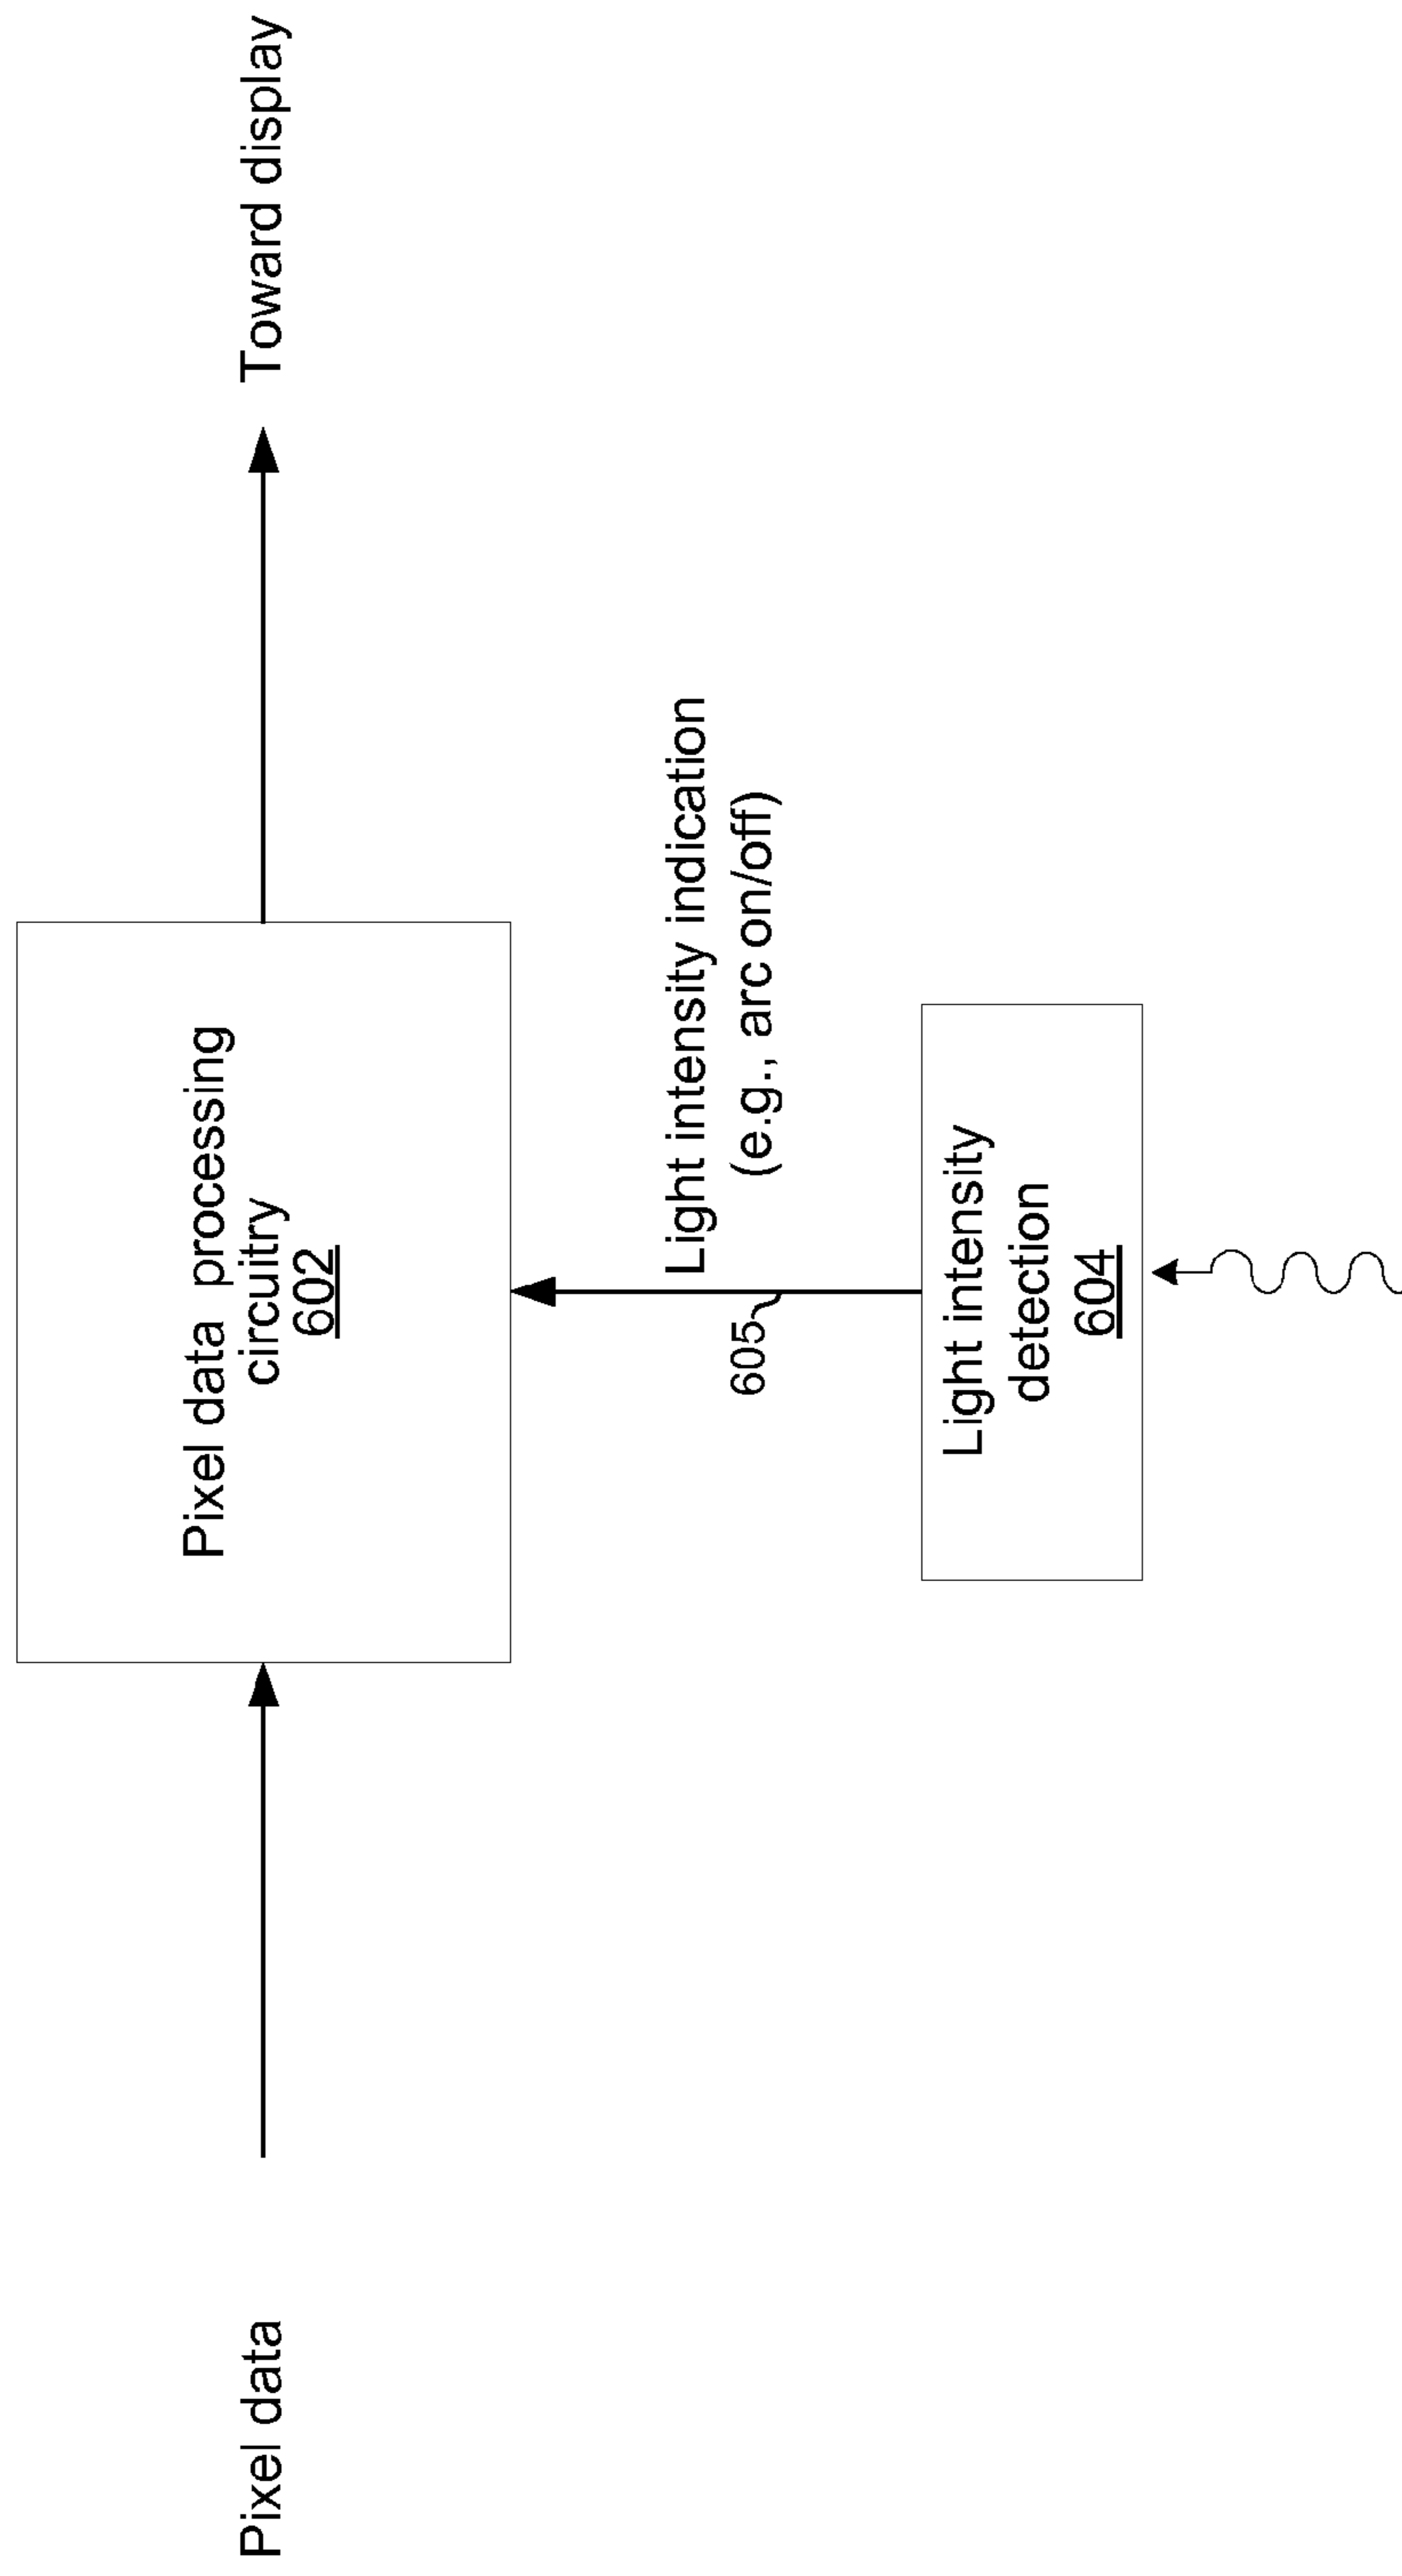 Pixel data
Pixel data processing
circuitry
602
Toward display
Light intensity indication
(e.g., arc on/off)
605
Light intensity
detection
604